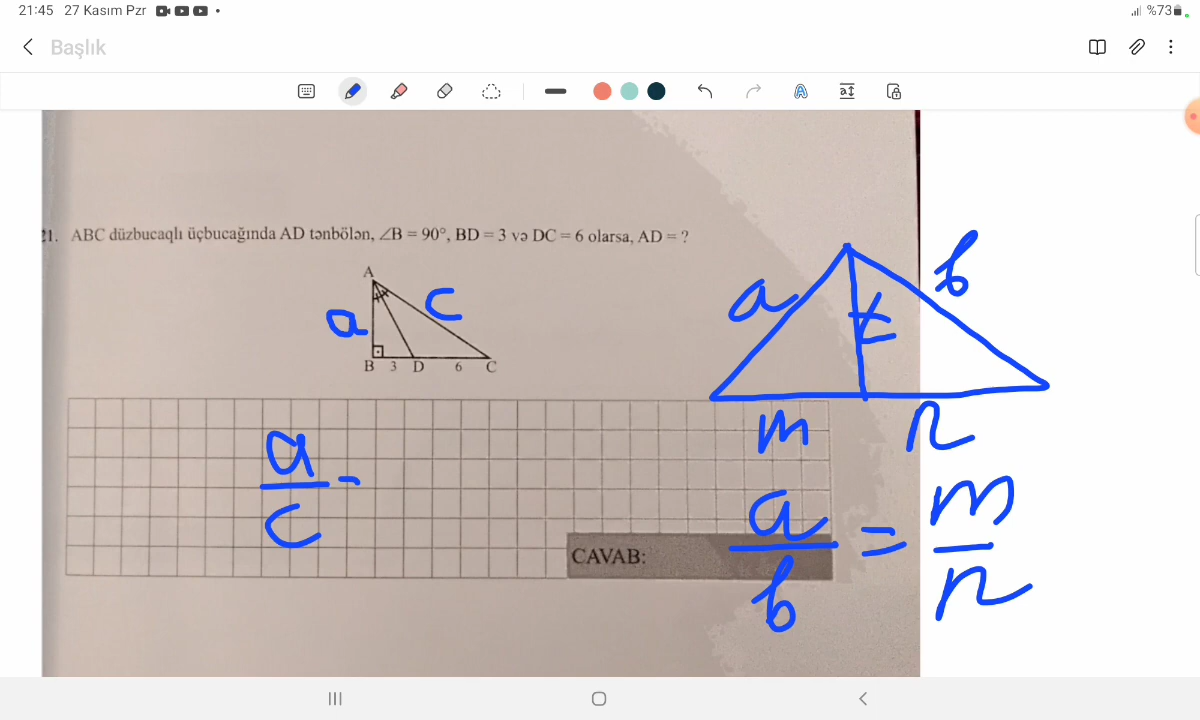 21:45 27 Kasım Pzr %73
Başlık
21. ABC düzbucaqlı üçbucağında AD tənbölən, ∠B = 90°, BD = 3 və DC = 6 olarsa, AD = ?
A
a c
B 3 D 6 C
a b
m n
a/c =
a/b = m/n
CAVAB: